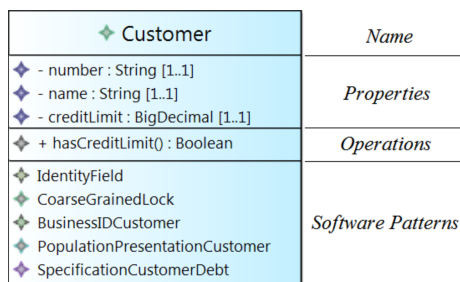 Customer
Name
- number : String [1..1]
- name : String [1..1]
- creditLimit : BigDecimal [1..1]
Properties
+ hasCreditLimit() : Boolean
Operations
IdentityField
CoarseGrainedLock
BusinessIDCustomer
PopulationPresentationCustomer
SpecificationCustomerDebt
Software Patterns